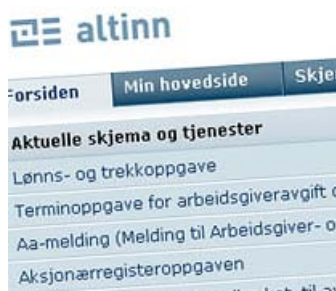 altinn
Forsiden Min hovedside Skje
Aktuelle skjema og tjenester
Lønns- og trekkoppgave
Terminoppgave for arbeidsgiveravgift o
Aa-melding (Melding til Arbeidsgiver- o
Aksjonærregisteroppgaven